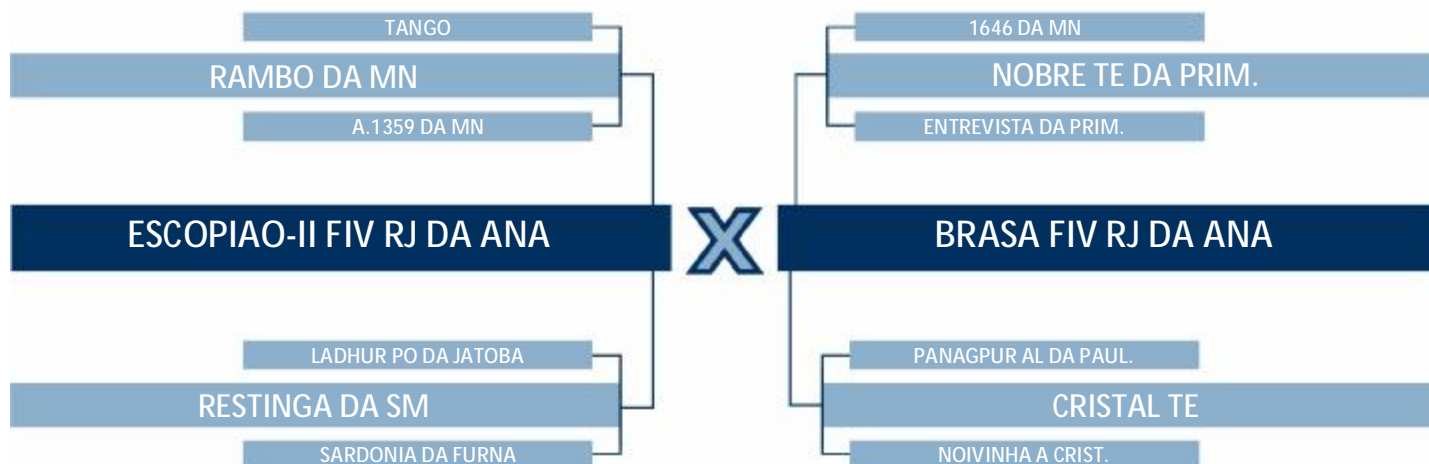 TANGO
RAMBO DA MN
A.1359 DA MN
ESCOPIAO-II FIV RJ DA ANA
LADHUR PO DA JATOBA
RESTINGA DA SM
SARDONIA DA FURNA
X
1646 DA MN
NOBRE TE DA PRIM.
ENTREVISTA DA PRIM.
BRASA FIV RJ DA ANA
PANAGPUR AL DA PAUL.
CRISTAL TE
NOIVINHA A CRIST.